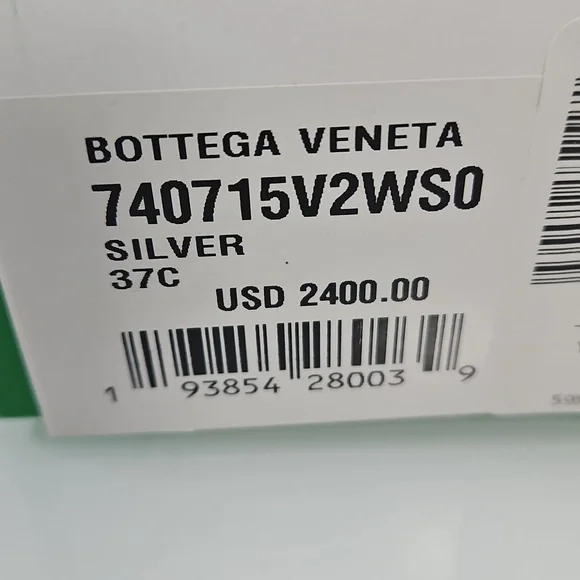 BOTTEGA VENETA
740715V2WS0
SILVER
37C
USD 2400.00
1 93854 28003 9